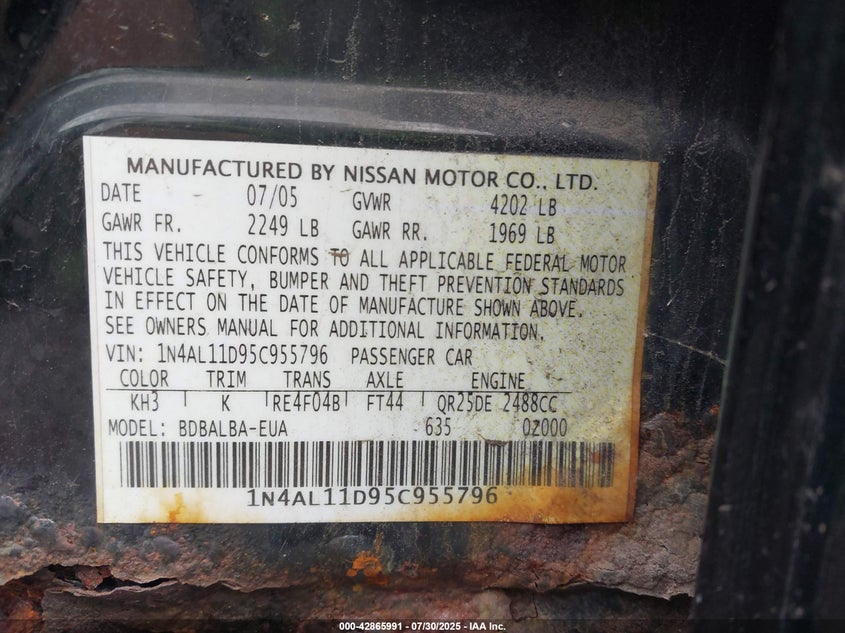 MANUFACTURED BY NISSAN MOTOR CO., LTD.
DATE 07/05 GVWR 4202 LB
GAWR FR. 2249 LB GAWR RR. 1969 LB
THIS VEHICLE CONFORMS TO ALL APPLICABLE FEDERAL MOTOR
VEHICLE SAFETY, BUMPER AND THEFT PREVENTION STANDARDS
IN EFFECT ON THE DATE OF MANUFACTURE SHOWN ABOVE.
SEE OWNERS MANUAL FOR ADDITIONAL INFORMATION.
VIN: 1N4AL11D95C955796 PASSENGER CAR
COLOR TRIM TRANS AXLE ENGINE
KH3 K RE4F04B FT44 QR25DE 2488CC
MODEL: BDBALBA-EUA 635 0Z000
1N4AL11D95C955796
000-42865991 - 07/30/2025 - IAA Inc.